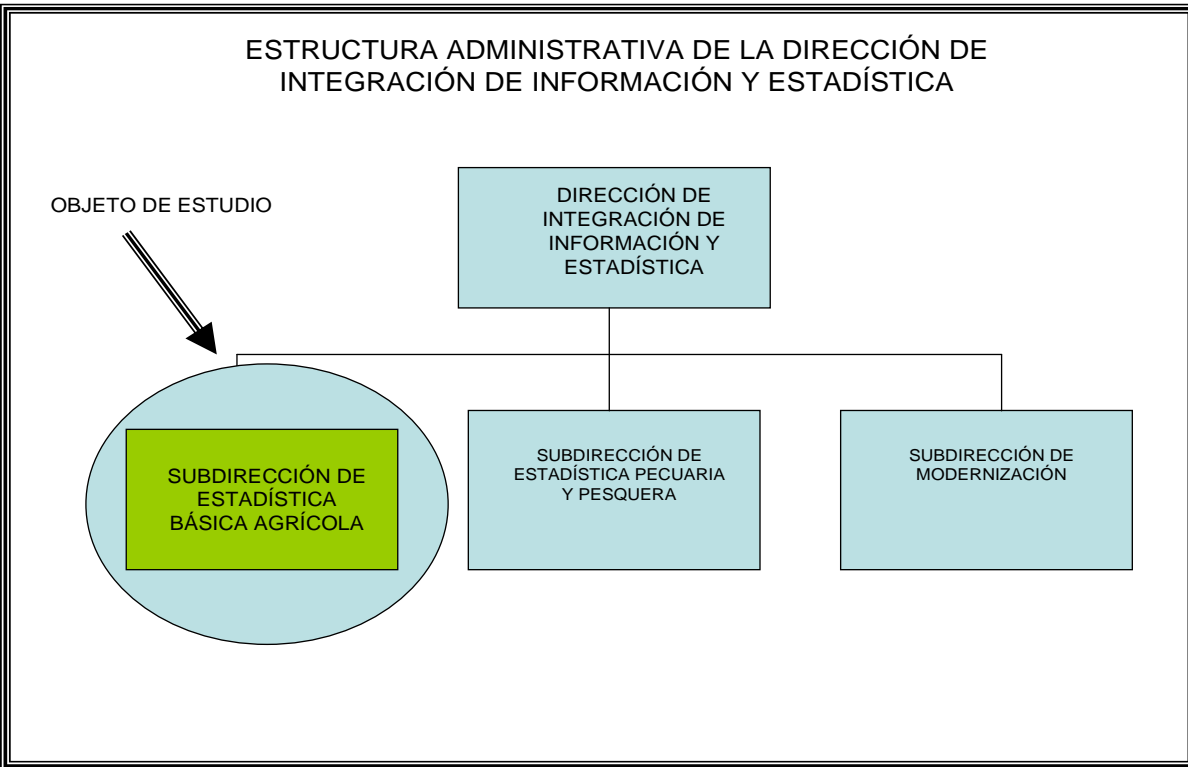 ESTRUCTURA ADMINISTRATIVA DE LA DIRECCIÓN DE
INTEGRACIÓN DE INFORMACIÓN Y ESTADÍSTICA
OBJETO DE ESTUDIO
DIRECCIÓN DE
INTEGRACIÓN DE
INFORMACIÓN Y
ESTADÍSTICA
SUBDIRECCIÓN DE
ESTADÍSTICA
BÁSICA AGRÍCOLA
SUBDIRECCIÓN DE
ESTADÍSTICA PECUARIA
Y PESQUERA
SUBDIRECCIÓN DE
MODERNIZACIÓN